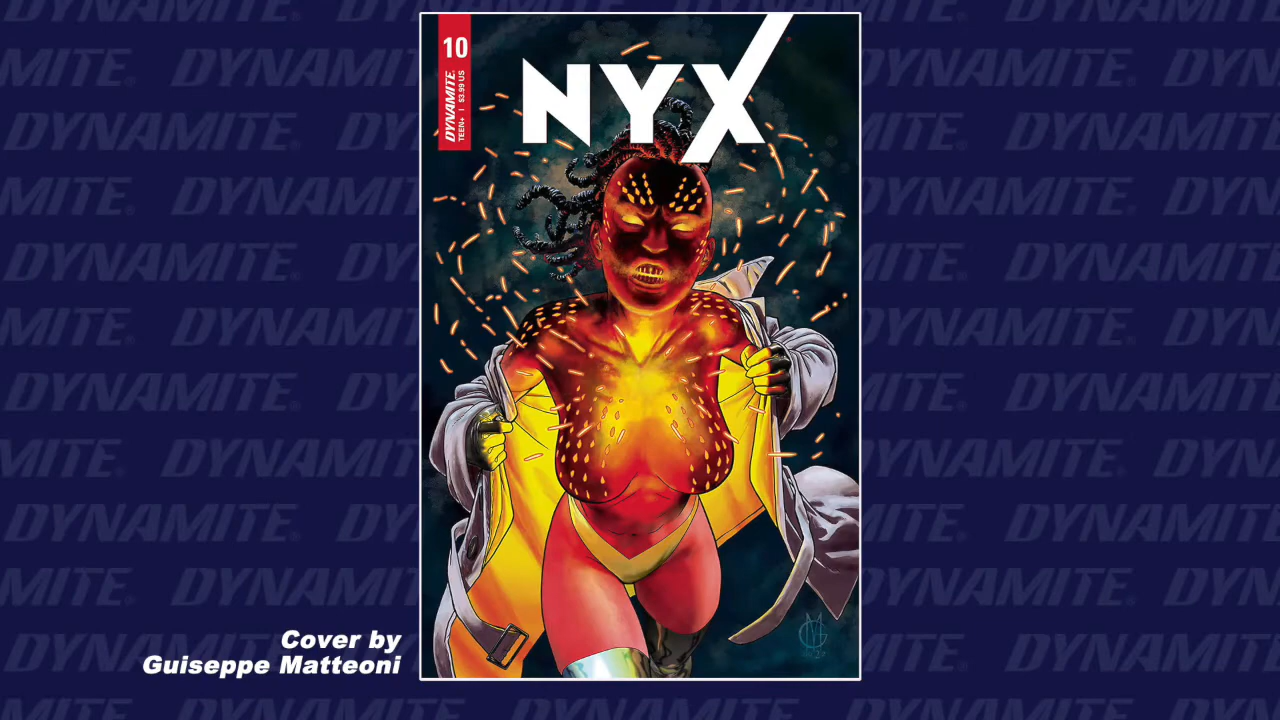 10
DYNAMITE.
TEEN+ | $3.99 US
NYX
Cover by
Guiseppe Matteoni